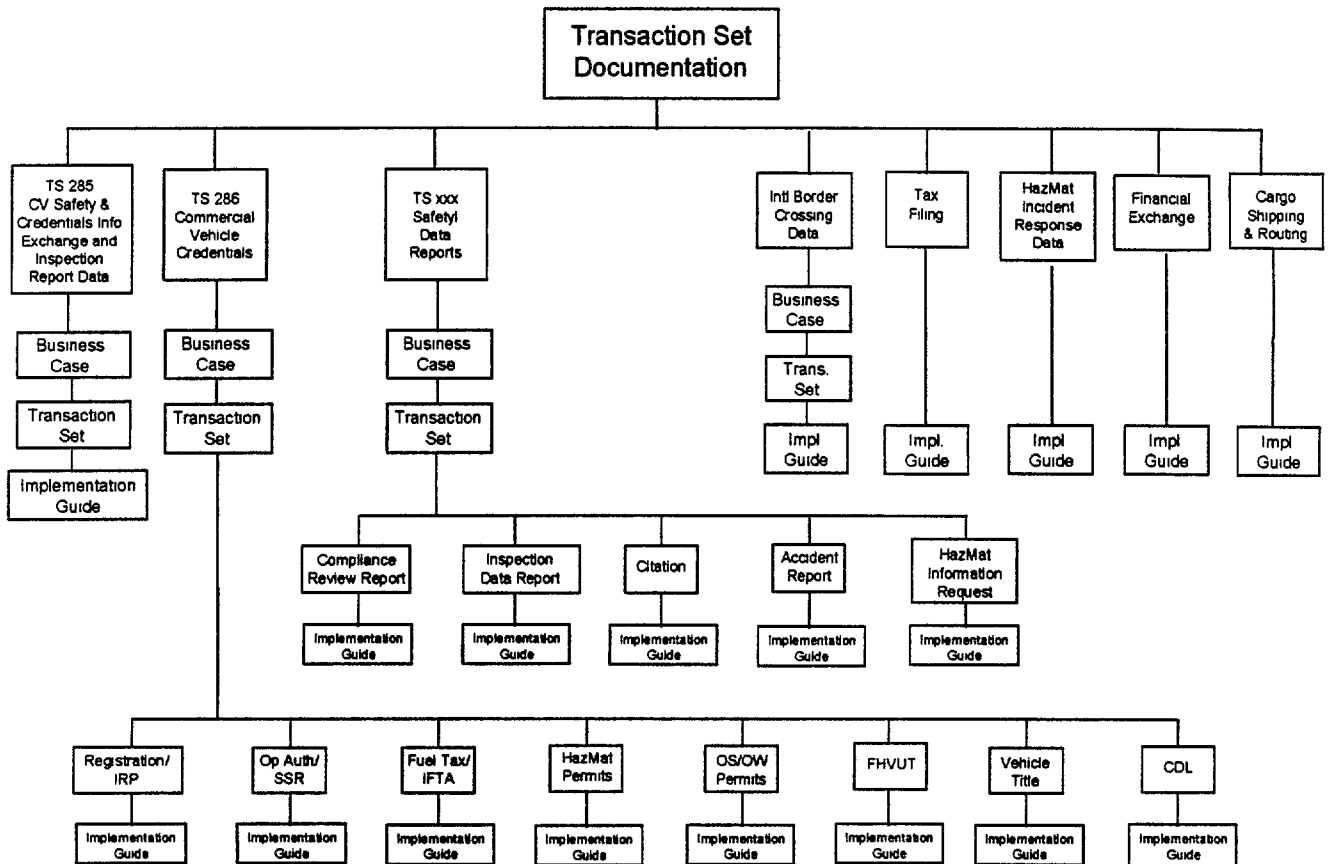 Transaction Set
Documentation
TS 285
CV Safety &
Credentials Info
Exchange and
Inspection
Report Data
TS 286
Commercial
Vehicle
Credentials
TS xxx
Safetyl
Data
Reports
Intl Border
Crossing
Data
Tax
Filing
HazMat
Incident
Response
Data
Financial
Exchange
Cargo
Shipping
& Routing
Business
Case
Business
Case
Business
Case
Business
Case
Transaction
Set
Transaction
Set
Transaction
Set
Trans.
Set
Implementation
Guide
Impl
Guide
Impl.
Guide
Impl
Guide
Impl
Guide
Impl
Guide
Compliance
Review Report
Inspection
Data Report
Citation
Accident
Report
HazMat
Information
Request
Implementation
Guide
Implementation
Guide
Implementation
Guide
Implementation
Guide
Implementation
Guide
Registration/
IRP
Op Auth/
SSR
Fuel Tax/
IFTA
HazMat
Permits
OS/OW
Permits
FHVUT
Vehicle
Title
CDL
Implementation
Guide
Implementation
Guide
Implementation
Guide
Implementation
Guide
Implementation
Guide
Implementation
Guide
Implementation
Guide
Implementation
Guide